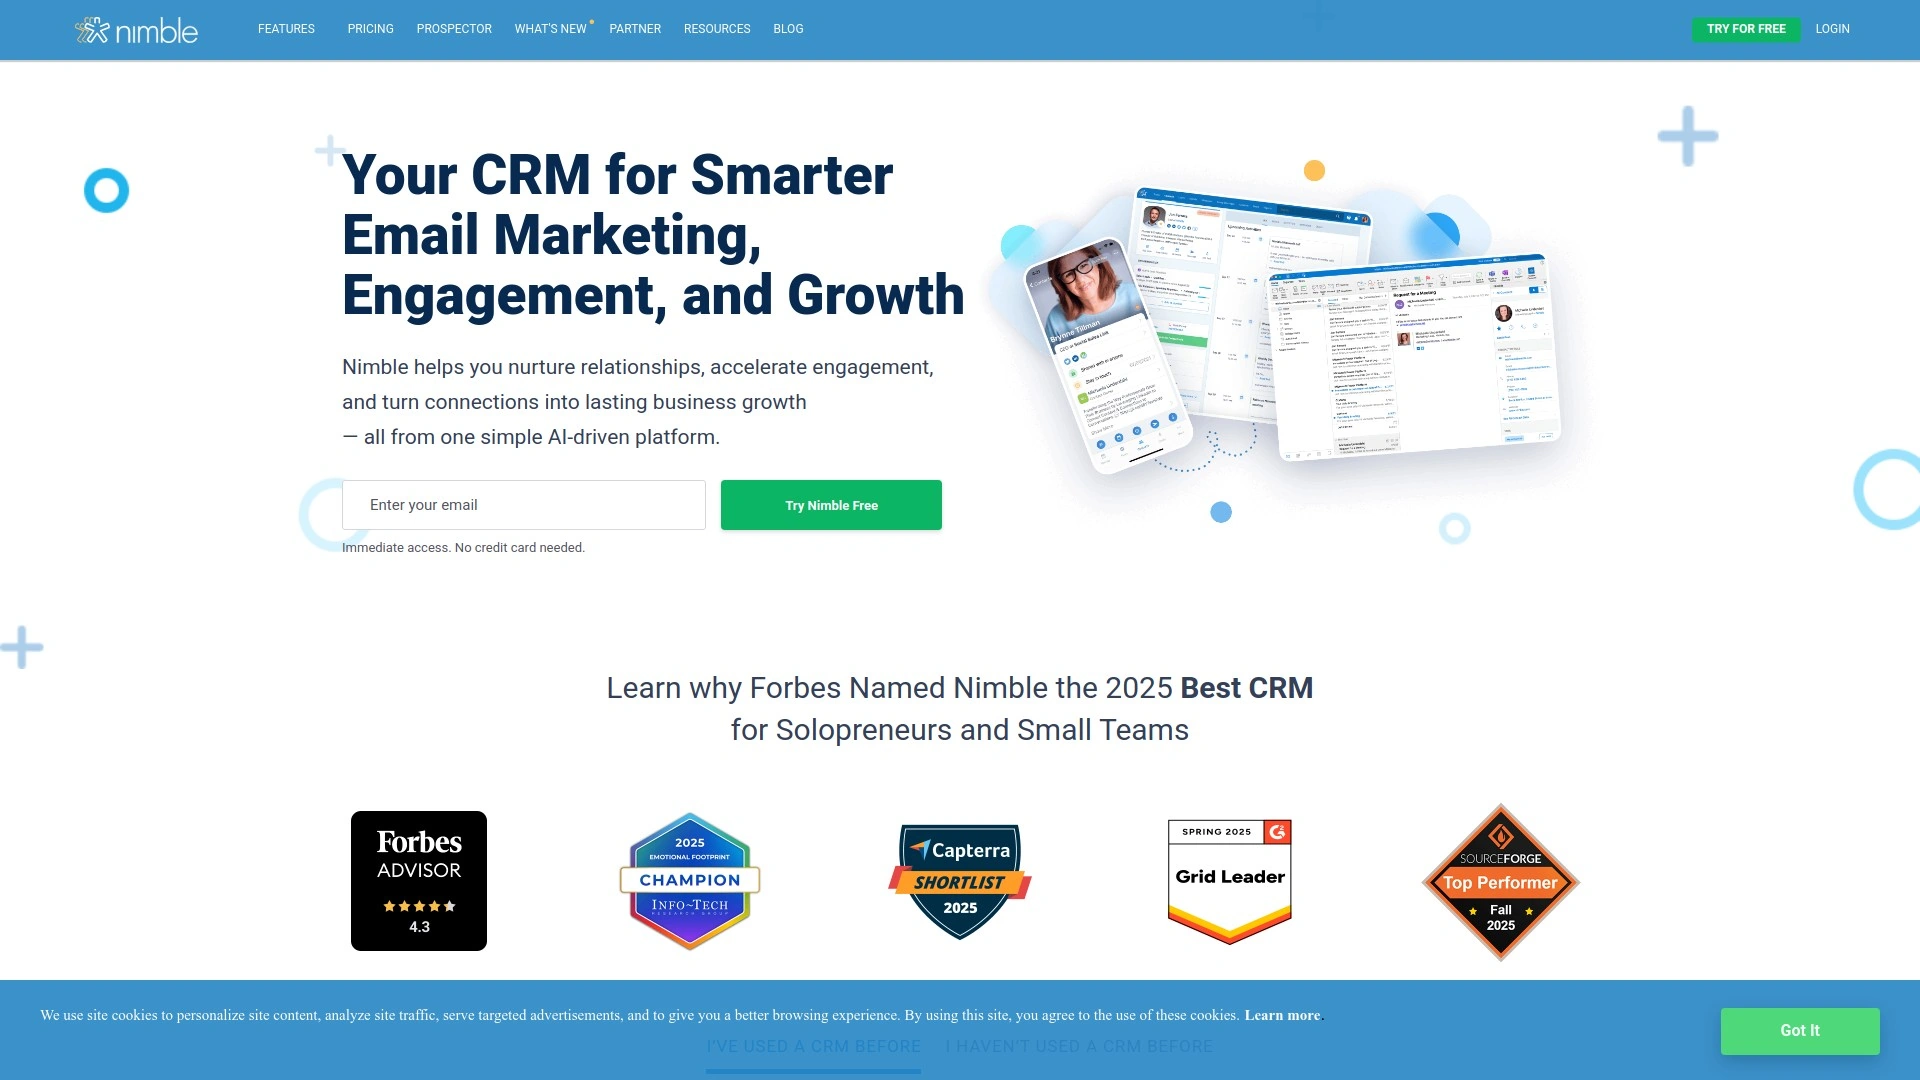 nimble
FEATURES
PRICING
PROSPECTOR
WHAT'S NEW
PARTNER
RESOURCES
BLOG
TRY FOR FREE
LOGIN
Your CRM for Smarter
Email Marketing,
Engagement, and Growth
Nimble helps you nurture relationships, accelerate engagement,
and turn connections into lasting business growth
— all from one simple AI-driven platform.
Enter your email
Try Nimble Free
Immediate access. No credit card needed.
Brynne Tillman
Request for a Meeting
Learn why Forbes Named Nimble the 2025 Best CRM
for Solopreneurs and Small Teams
Forbes
ADVISOR
4.3
2025
EMOTIONAL FOOTPRINT
CHAMPION
INFO~TECH
RESEARCH GROUP
Capterra
SHORTLIST
2025
SPRING 2025
Grid Leader
SOURCEFORGE
Top Performer
Fall
2025
We use site cookies to personalize site content, analyze site traffic, serve targeted advertisements, and to give you a better browsing experience. By using this site, you agree to the use of these cookies. Learn more.
Got It
I'VE USED A CRM BEFORE
I HAVEN'T USED A CRM BEFORE